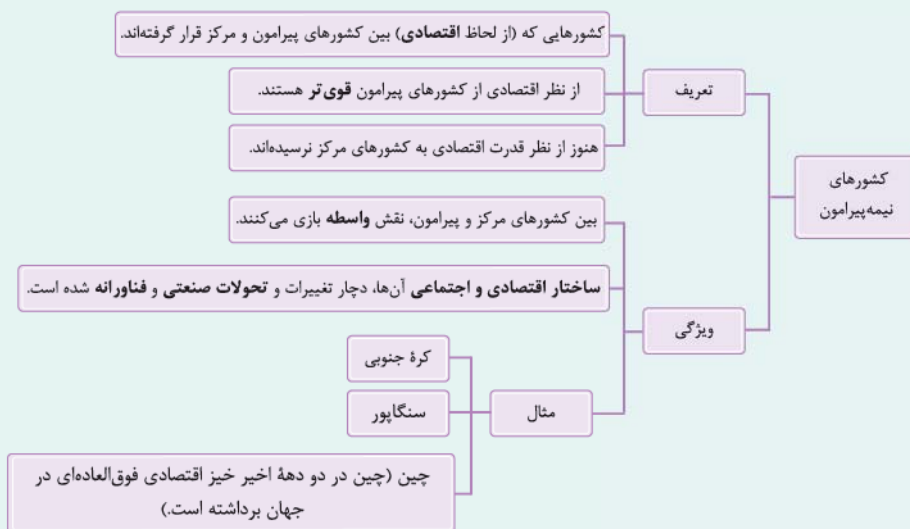 کشورهای
نیمه‌پیرامون
تعریف
کشورهایی که (از لحاظ اقتصادی) بین کشورهای پیرامون و مرکز قرار گرفته‌اند.
از نظر اقتصادی از کشورهای پیرامون قوی‌تر هستند.
هنوز از نظر قدرت اقتصادی به کشورهای مرکز نرسیده‌اند.
ویژگی
بین کشورهای مرکز و پیرامون، نقش واسطه بازی می‌کنند.
ساختار اقتصادی و اجتماعی آن‌ها، دچار تغییرات و تحولات صنعتی و فناورانه شده است.
مثال
کرهٔ جنوبی
سنگاپور
چین (چین در دو دههٔ اخیر خیز اقتصادی فوق‌العاده‌ای در
جهان برداشته است.)